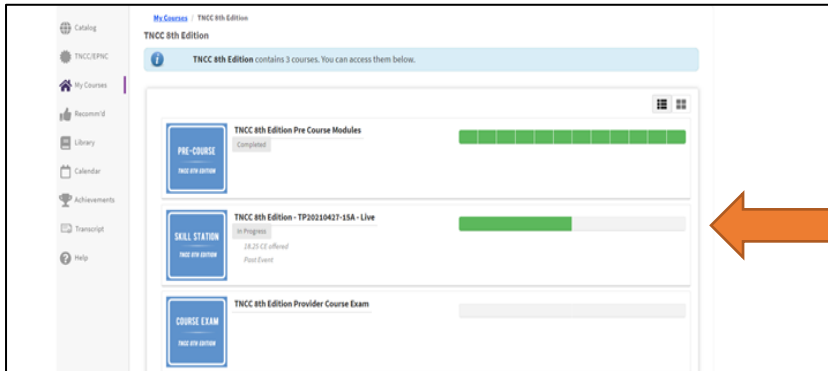 My Courses / TNCC 8th Edition
TNCC 8th Edition
TNCC 8th Edition contains 3 courses. You can access them below.
Catalog
TNCC/EPNC
My Courses
Recomm'd
Library
Calendar
Achievements
Transcript
Help
PRE-COURSE
TNCC 8TH EDITION
TNCC 8th Edition Pre Course Modules
Completed
SKILL STATION
TNCC 8TH EDITION
TNCC 8th Edition - TP20210427-15A - Live
In Progress
18.25 CE offered
Past Event
COURSE EXAM
TNCC 8TH EDITION
TNCC 8th Edition Provider Course Exam